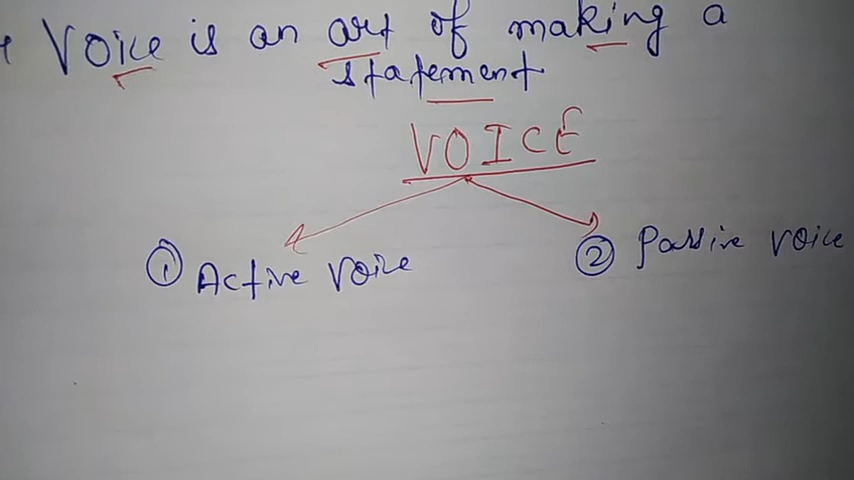 Voice is an art of making a
statement
VOICE
① Active voice
② Passive voice